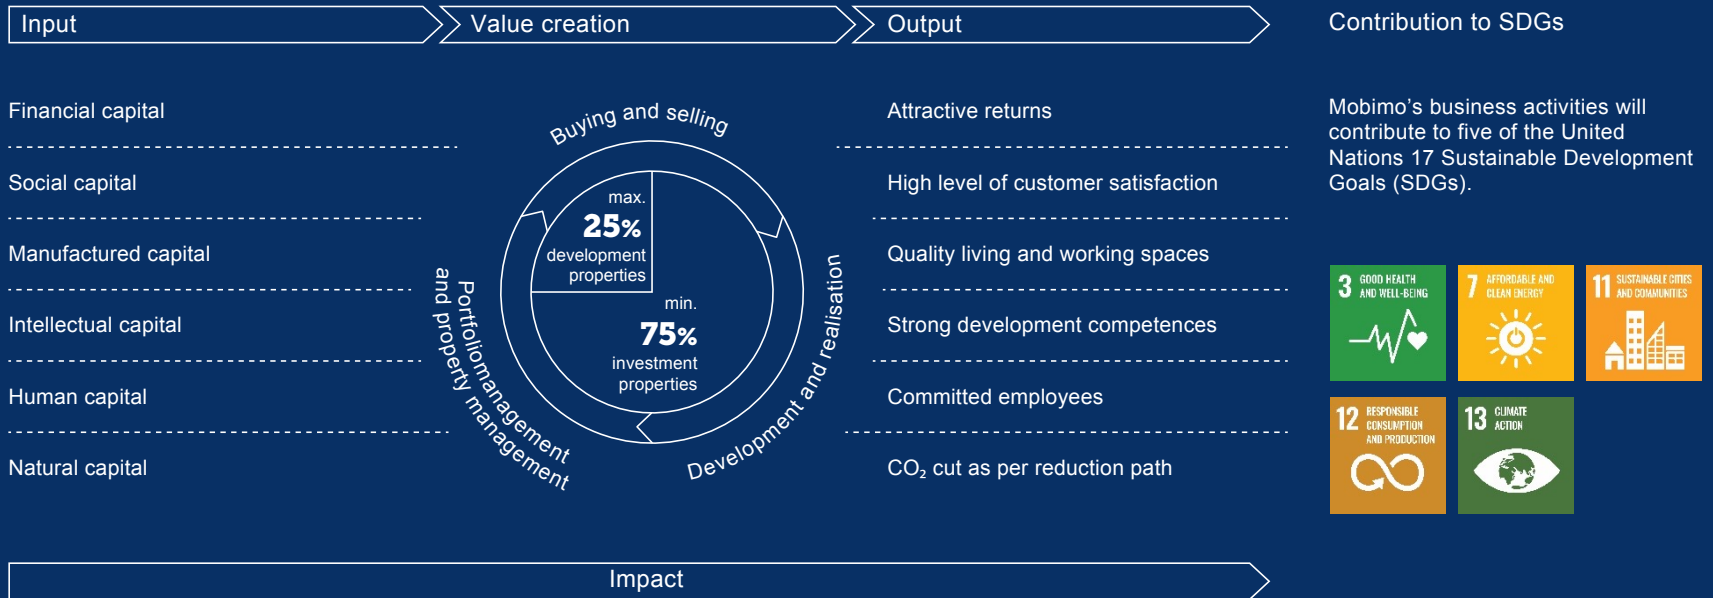 Input
Value creation
Output
Contribution to SDGs
Financial capital
Social capital
Manufactured capital
Intellectual capital
Human capital
Natural capital
Buying and selling
Development and realisation
Portfoliomanagement
and property management
max.
25%
development
properties
min.
75%
investment
properties
Attractive returns
High level of customer satisfaction
Quality living and working spaces
Strong development competences
Committed employees
CO₂ cut as per reduction path
Mobimo’s business activities will
contribute to five of the United
Nations 17 Sustainable Development
Goals (SDGs).
3 GOOD HEALTH
AND WELL-BEING
7 AFFORDABLE AND
CLEAN ENERGY
11 SUSTAINABLE CITIES
AND COMMUNITIES
12 RESPONSIBLE
CONSUMPTION
AND PRODUCTION
13 CLIMATE
ACTION
Impact